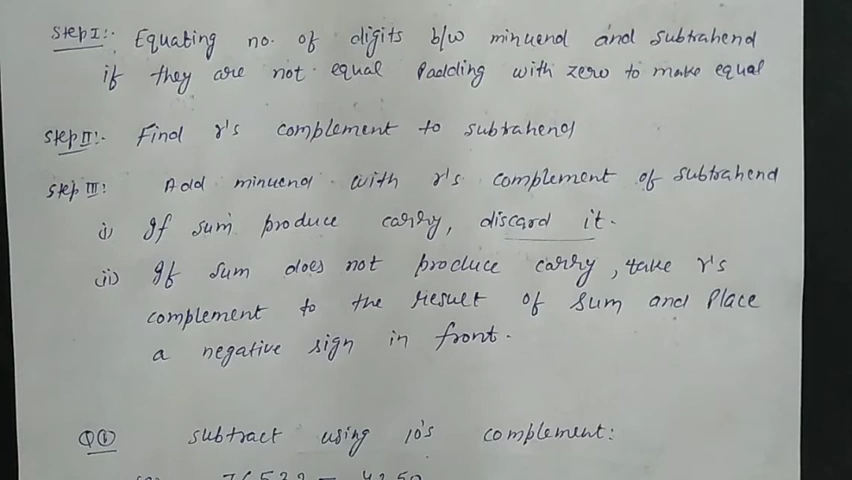 Step I:- Equating no. of digits b/w minuend and subtrahend
if they are not equal Padding with zero to make equal
Step II:- Find r's complement to subtrahend
Step III: Add minuend with r's complement of subtrahend
i) If sum produce carry, discard it.
ii) If sum does not produce carry, take r's
complement to the result of sum and Place
a negative sign in front.
Q① subtract using 10's complement: